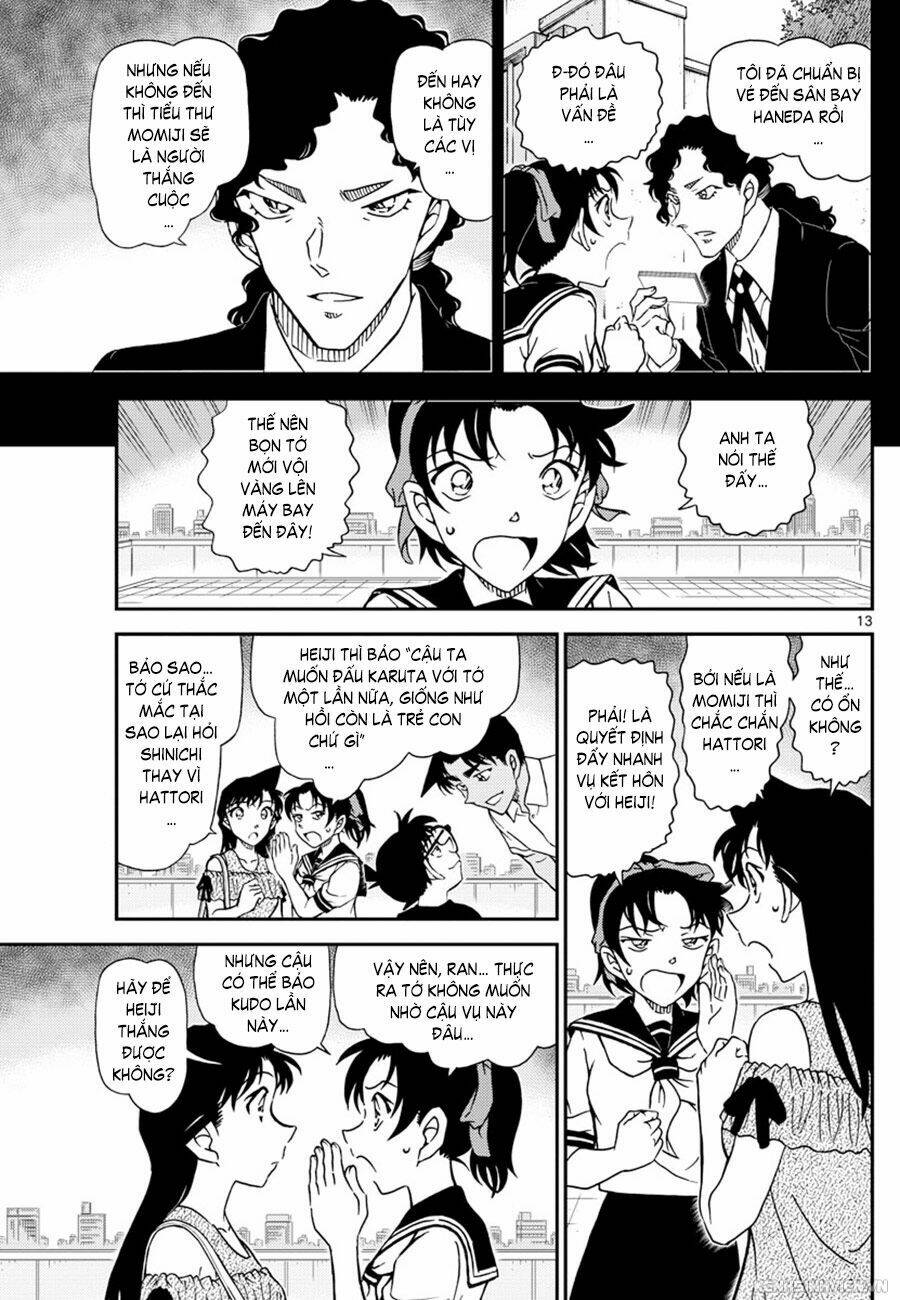 TÔI ĐÃ CHUẨN BỊ
VÉ ĐẾN SÂN BAY
HANEDA RỒI
...
Đ-ĐÓ ĐÂU
PHẢI LÀ
VẤN ĐỀ
...
ĐẾN HAY
KHÔNG
LÀ TÙY
CÁC VỊ
...
NHƯNG NẾU
KHÔNG ĐẾN
THÌ TIỂU THƯ
MOMIJI SẼ
LÀ NGƯỜI
THẮNG
CUỘC
...
ANH TA
NÓI THẾ
ĐẤY...
THẾ NÊN
BỌN TỚ
MỚI VỘI
VÀNG LÊN
MÁY BAY
ĐẾN ĐÂY!
13
NHƯ
THẾ...
CÓ ỔN
KHÔNG
?
BỞI NẾU LÀ
MOMIJI THÌ
CHẮC CHẮN
HATTORI
...
PHẢI! LÀ
QUYẾT ĐỊNH
ĐẨY NHANH
VỤ KẾT HÔN
VỚI HEIJI!
HEIJI THÌ BẢO "CẬU TA
MUỐN ĐẤU KARUTA VỚI TỚ
MỘT LẦN NỮA, GIỐNG NHƯ
HỒI CÒN LÀ TRẺ CON
CHỨ GÌ"
...
BẢO SAO...
TỚ CỨ THẮC
MẮC TẠI
SAO LẠI HỎI
SHINICHI
THAY VÌ
HATTORI
...
VẬY NÊN, RAN... THỰC
RA TỚ KHÔNG MUỐN
NHỜ CẬU VỤ NÀY
ĐÂU...
NHƯNG CẬU
CÓ THỂ BẢO
KUDO LẦN
NÀY...
HÃY ĐỂ
HEIJI
THẮNG
ĐƯỢC
KHÔNG?